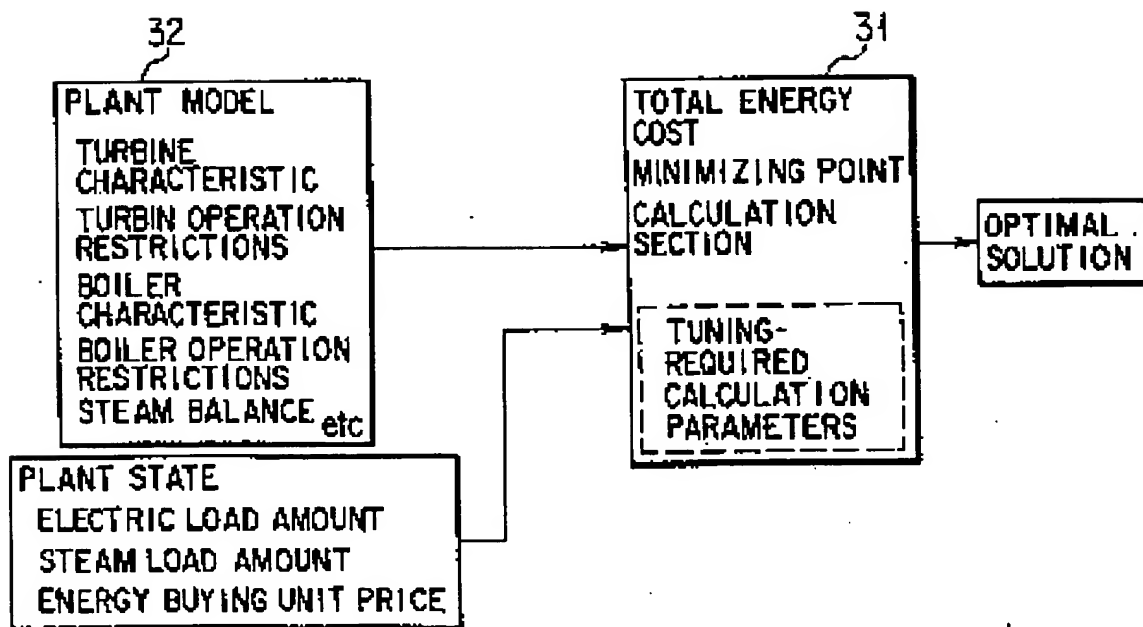 32
PLANT MODEL
TURBINE
CHARACTERISTIC
TURBIN OPERATION
RESTRICTIONS
BOILER
CHARACTERISTIC
BOILER OPERATION
RESTRICTIONS
STEAM BALANCE etc
PLANT STATE
ELECTRIC LOAD AMOUNT
STEAM LOAD AMOUNT
ENERGY BUYING UNIT PRICE
31
TOTAL ENERGY
COST
MINIMIZING POINT
CALCULATION
SECTION
TUNING-
REQUIRED
CALCULATION
PARAMETERS
OPTIMAL
SOLUTION